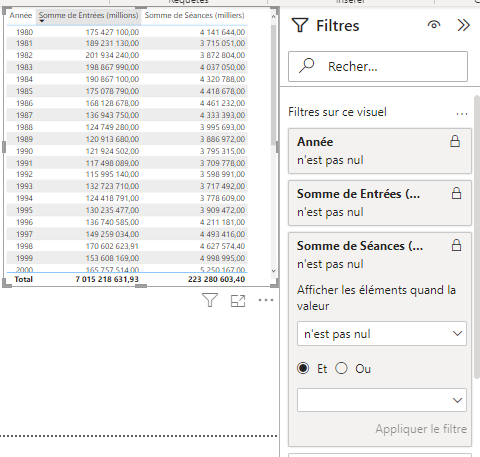 Requêtes
Insérer
Année Somme de Entrées (millions) Somme de Séances (milliers)
1980 175 427 100,00 4 141 644,00
1981 189 231 130,00 3 715 051,00
1982 201 934 240,00 3 872 804,00
1983 198 867 990,00 4 037 050,00
1984 190 867 100,00 4 320 788,00
1985 175 078 790,00 4 418 678,00
1986 168 128 678,00 4 461 232,00
1987 136 943 750,00 4 333 393,00
1988 124 749 280,00 3 995 693,00
1989 120 913 680,00 3 886 972,00
1990 121 924 502,00 3 795 315,00
1991 117 498 089,00 3 709 778,00
1992 115 995 140,00 3 598 991,00
1993 132 723 710,00 3 717 492,00
1994 124 418 791,00 3 778 609,00
1995 130 235 477,00 3 909 472,00
1996 136 740 585,00 4 211 181,00
1997 149 259 034,00 4 493 416,00
1998 170 602 623,91 4 627 574,40
1999 153 608 169,00 4 998 995,00
2000 165 757 514,00 5 250 167,00
Total 7 015 218 631,93 223 280 603,40
Filtres
Recher...
Filtres sur ce visuel ...
Année
n'est pas nul
Somme de Entrées (...
n'est pas nul
Somme de Séances (...
n'est pas nul
Afficher les éléments quand la
valeur
n'est pas nul
Et Ou
Appliquer le filtre